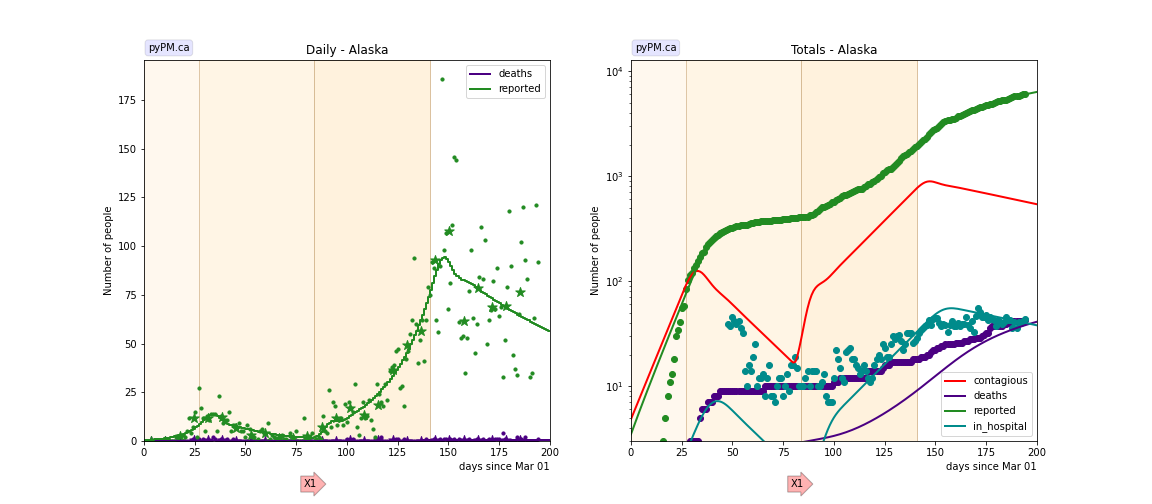 pyPM.ca
Daily - Alaska
deaths
reported
Number of people
175
150
125
100
75
50
25
0
0 25 50 75 100 125 150 175 200
days since Mar 01
X1
pyPM.ca
Totals - Alaska
Number of people
10⁴
10³
10²
10¹
contagious
deaths
reported
in_hospital
0 25 50 75 100 125 150 175 200
days since Mar 01
X1